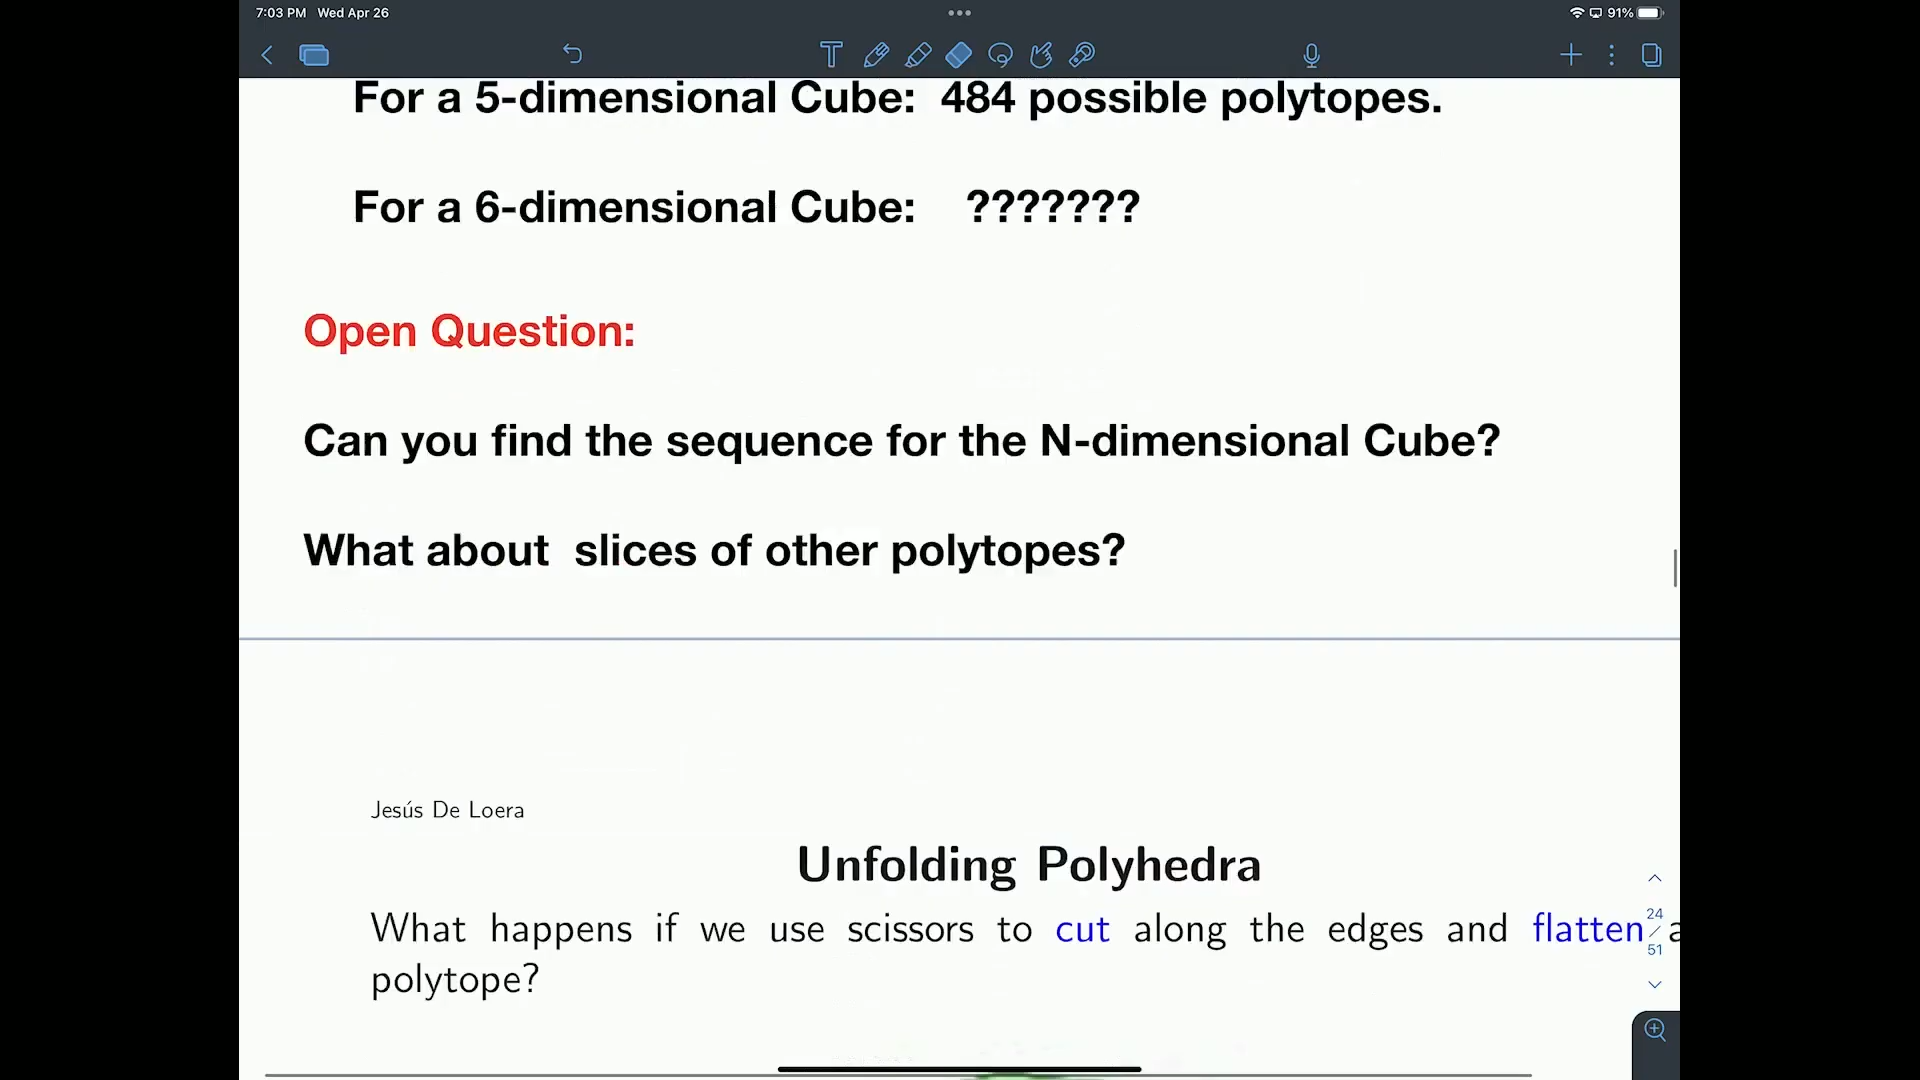 7:03 PM Wed Apr 26
91%
For a 5-dimensional Cube: 484 possible polytopes.
For a 6-dimensional Cube: ???????
Open Question:
Can you find the sequence for the N-dimensional Cube?
What about slices of other polytopes?
Jesús De Loera
Unfolding Polyhedra
What happens if we use scissors to cut along the edges and flatten a
polytope?
24
51